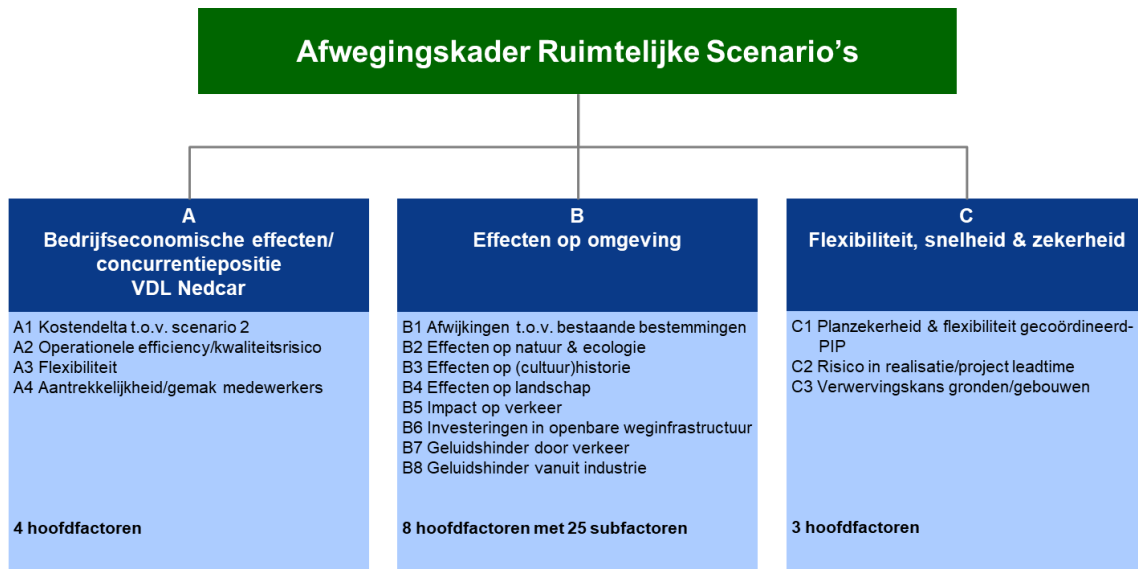 Afwegingskader Ruimtelijke Scenario’s
A
Bedrijfseconomische effecten/
concurrentiepositie
VDL Nedcar
A1 Kostendelta t.o.v. scenario 2
A2 Operationele efficiency/kwaliteitsrisico
A3 Flexibiliteit
A4 Aantrekkelijkheid/gemak medewerkers
4 hoofdfactoren
B
Effecten op omgeving
B1 Afwijkingen t.o.v. bestaande bestemmingen
B2 Effecten op natuur & ecologie
B3 Effecten op (cultuur)historie
B4 Effecten op landschap
B5 Impact op verkeer
B6 Investeringen in openbare weginfrastructuur
B7 Geluidshinder door verkeer
B8 Geluidshinder vanuit industrie
8 hoofdfactoren met 25 subfactoren
C
Flexibiliteit, snelheid & zekerheid
C1 Planzekerheid & flexibiliteit gecoördineerd-
PIP
C2 Risico in realisatie/project leadtime
C3 Verwervingskans gronden/gebouwen
3 hoofdfactoren